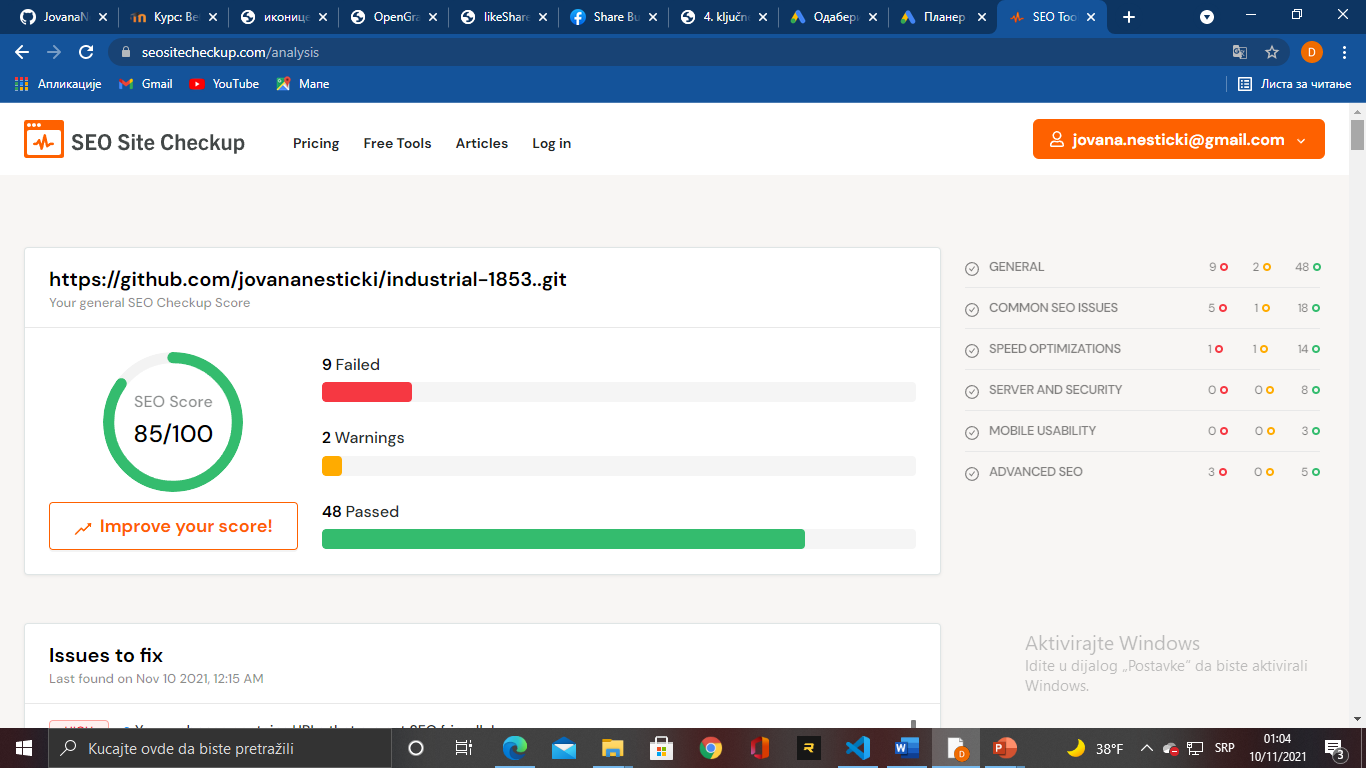 JovanaN
Курс: Ве
иконице
OpenGra
likeShare
Share Bu
4. ključn
Одабери
Планер
SEO Too
seositecheckup.com/analysis
D
Апликације
Gmail
YouTube
Мапе
Листа за читање
SEO Site Checkup
Pricing
Free Tools
Articles
Log in
jovana.nesticki@gmail.com
https://github.com/jovananesticki/industrial-1853..git
Your general SEO Checkup Score
SEO Score
85/100
Improve your score!
9 Failed
2 Warnings
48 Passed
GENERAL 9 2 48
COMMON SEO ISSUES 5 1 18
SPEED OPTIMIZATIONS 1 1 14
SERVER AND SECURITY 0 0 8
MOBILE USABILITY 0 0 3
ADVANCED SEO 3 0 5
Issues to fix
Last found on Nov 10 2021, 12:15 AM
Aktivirajte Windows
Idite u dijalog „Postavke“ da biste aktivirali
Windows.
Kucajte ovde da biste pretražili
38°F
SRP
01:04
10/11/2021
3